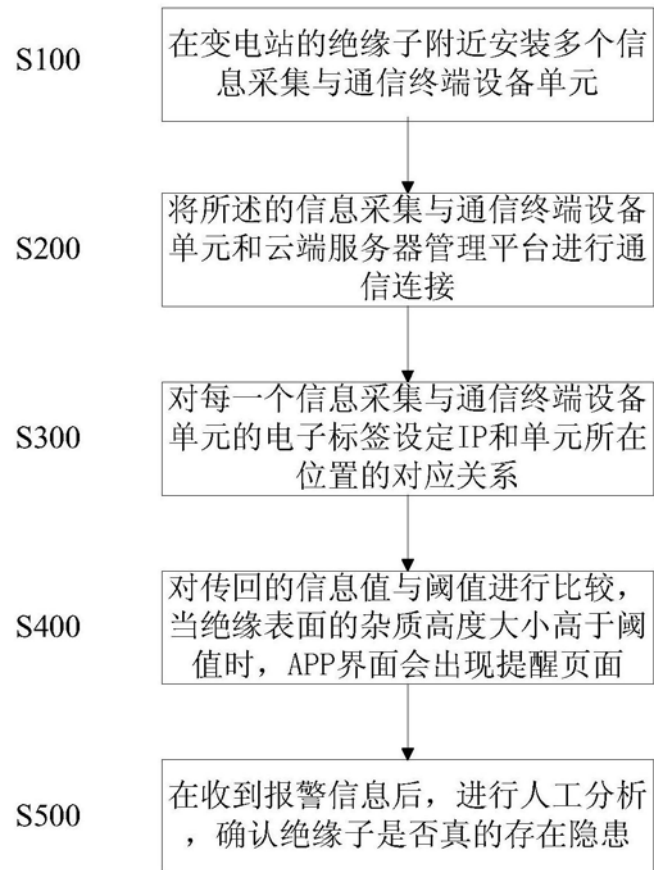 S100
在变电站的绝缘子附近安装多个信
息采集与通信终端设备单元
S200
将所述的信息采集与通信终端设备
单元和云端服务器管理平台进行通
信连接
S300
对每一个信息采集与通信终端设备
单元的电子标签设定IP和单元所在
位置的对应关系
S400
对传回的信息值与阈值进行比较，
当绝缘表面的杂质高度大小高于阈
值时，APP界面会出现提醒页面
S500
在收到报警信息后，进行人工分析
，确认绝缘子是否真的存在隐患